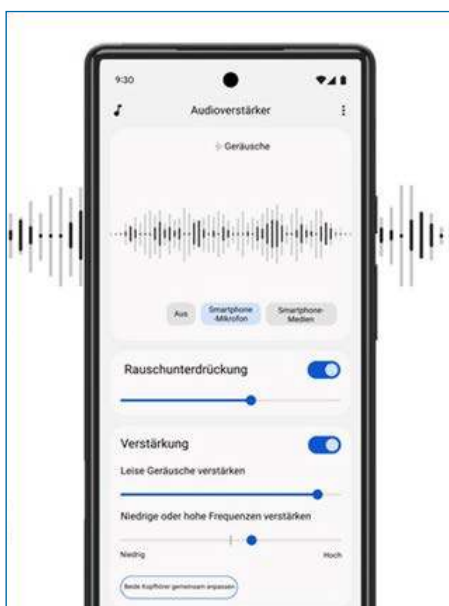 9:30
Audioverstärker
Geräusche
Aus
Smartphone
-Mikrofon
Smartphone-
Medien
Rauschunterdrückung
Verstärkung
Leise Geräusche verstärken
Niedrige oder hohe Frequenzen verstärken
Niedrig
Hoch
Beide Kopfhörer gemeinsam anpassen